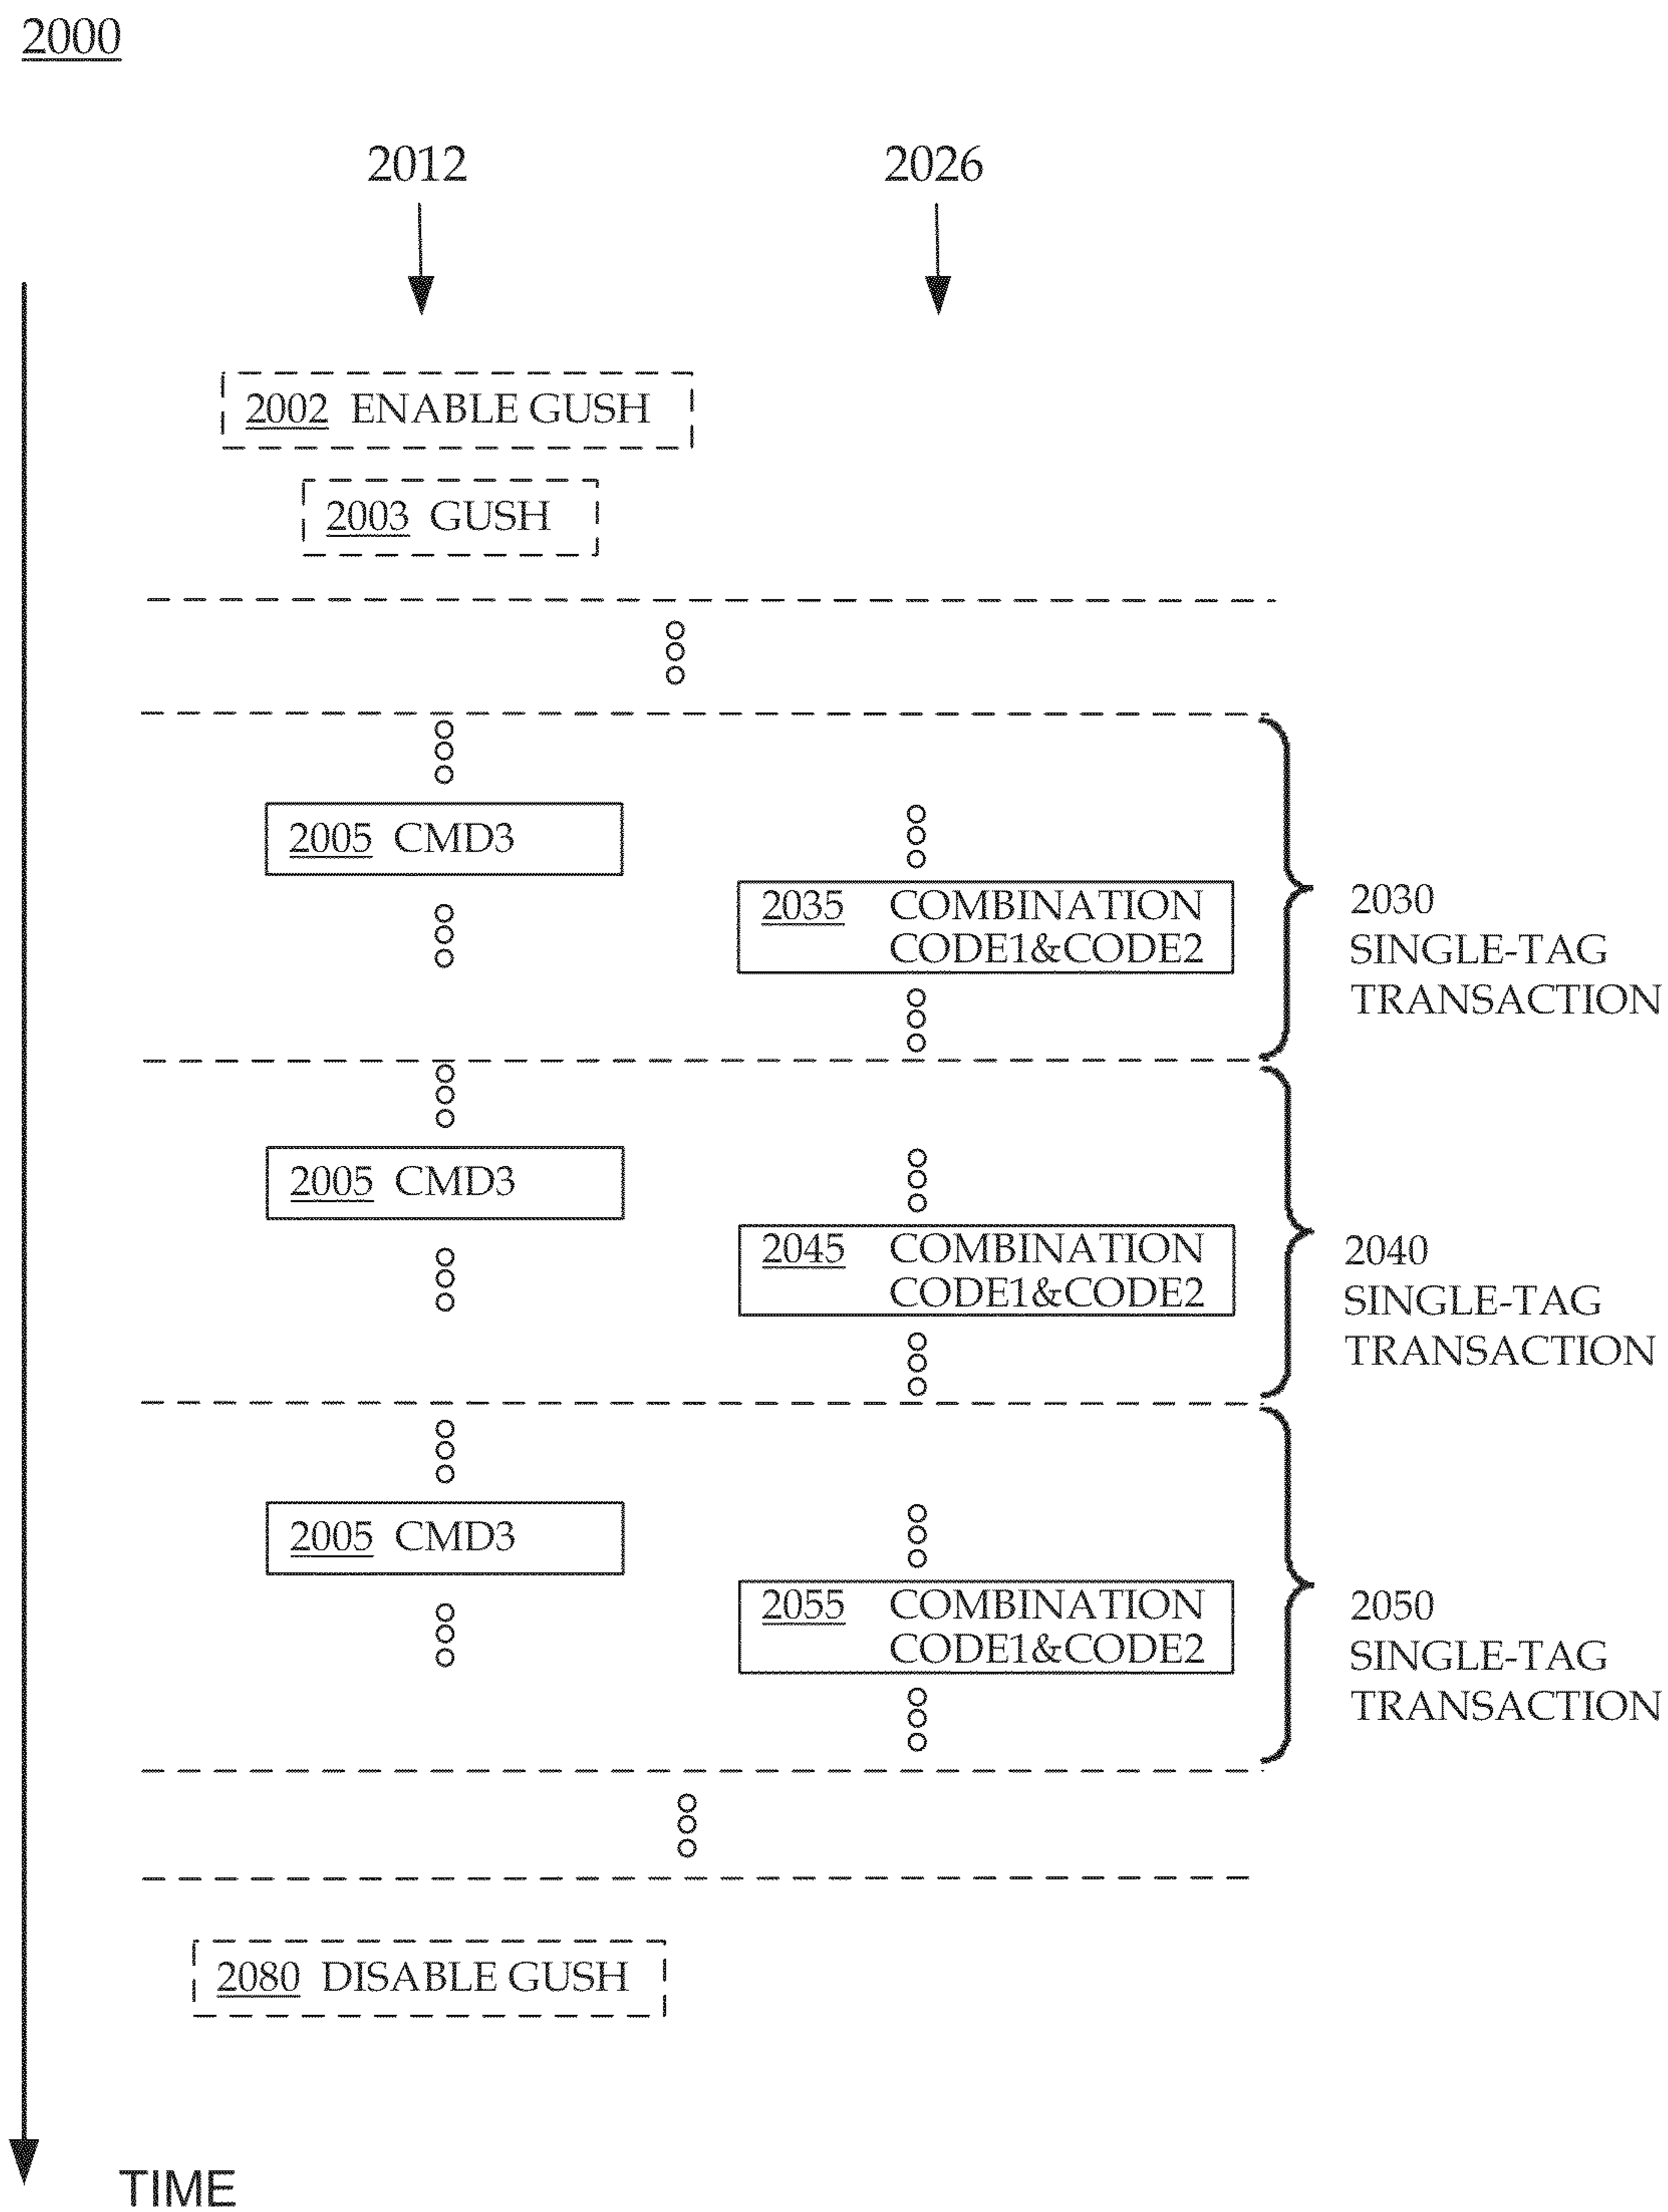 2000
2012
2026
2002 ENABLE GUSH
2003 GUSH
2005 CMD3
2035 COMBINATION
CODE1&CODE2
2030
SINGLE-TAG
TRANSACTION
2005 CMD3
2045 COMBINATION
CODE1&CODE2
2040
SINGLE-TAG
TRANSACTION
2005 CMD3
2055 COMBINATION
CODE1&CODE2
2050
SINGLE-TAG
TRANSACTION
2080 DISABLE GUSH
TIME